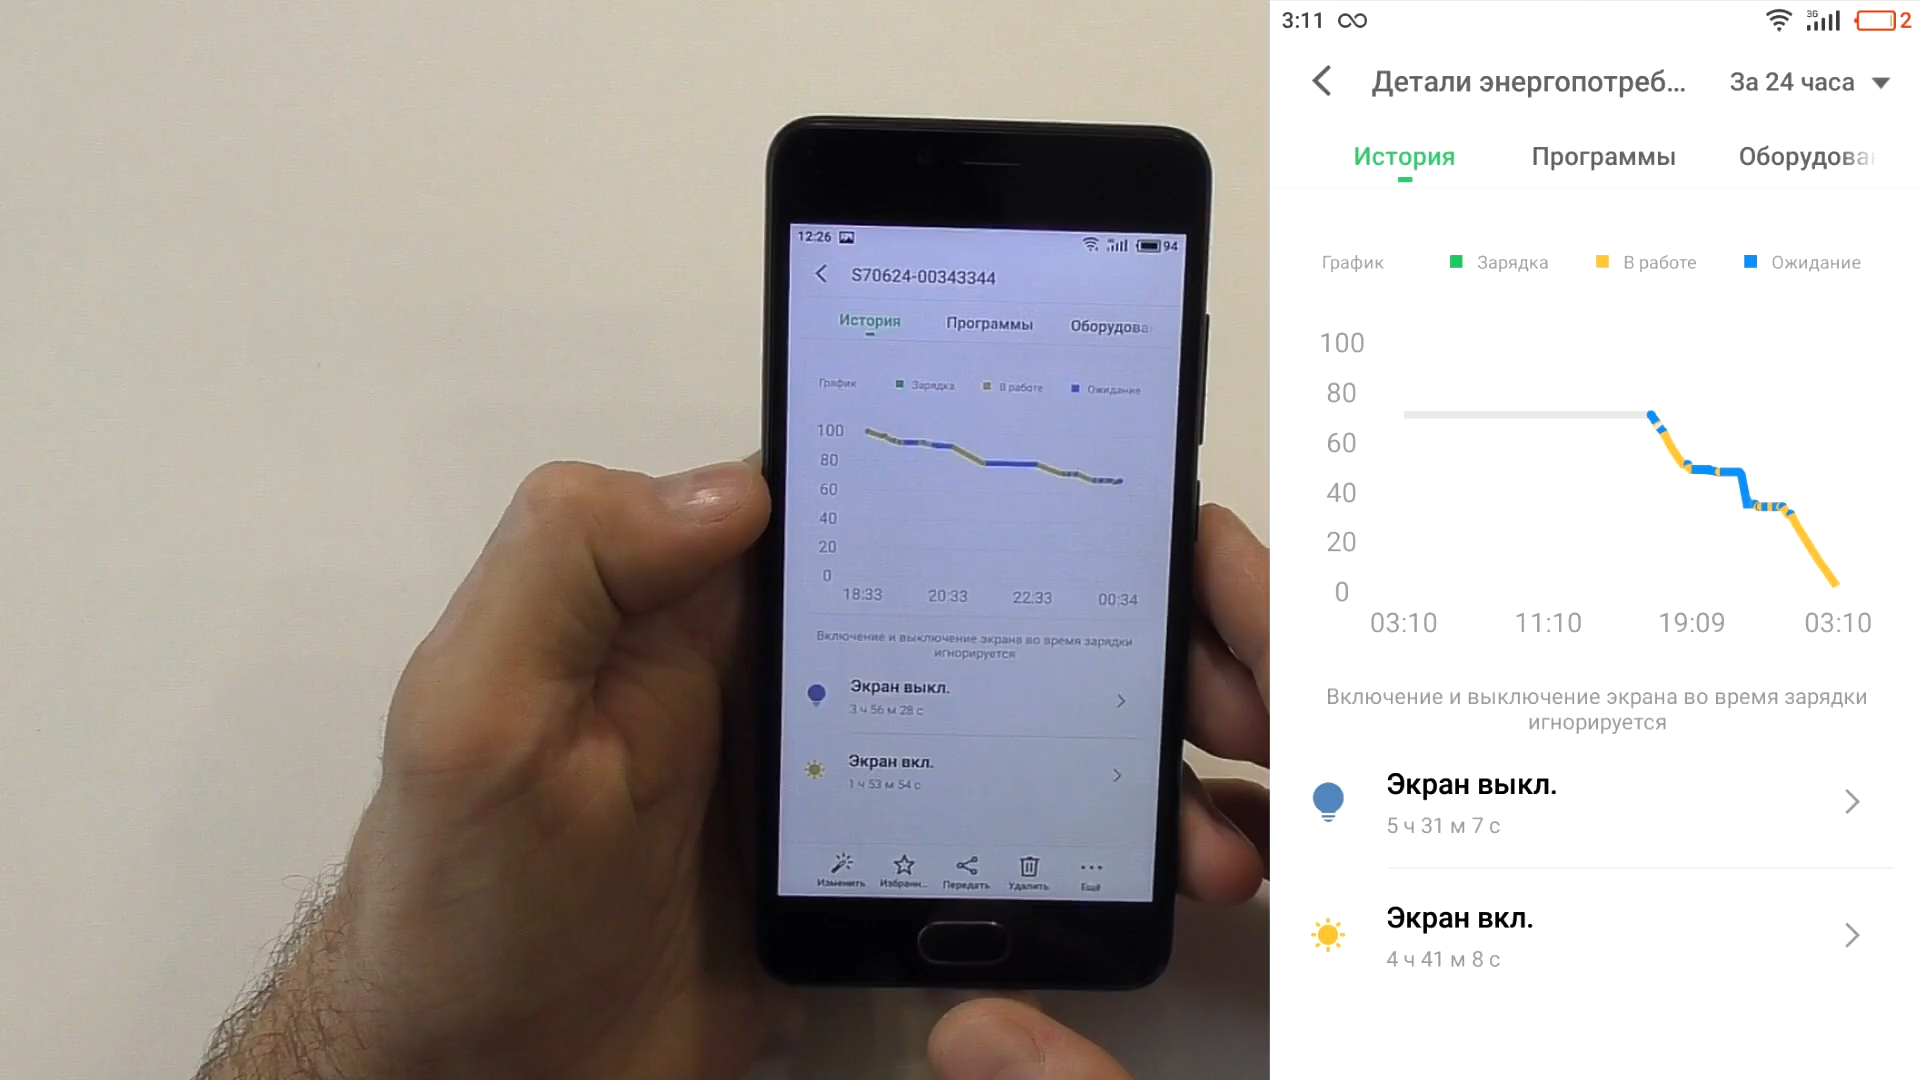 12:26 94
S70624-00343344
История Программы Оборудова
График Зарядка В работе Ожидание
100
80
60
40
20
0
18:33 20:33 22:33 00:34
Включение и выключение экрана во время зарядки
игнорируется
Экран выкл.
3 ч 56 м 28 с
Экран вкл.
1 ч 53 м 54 с
Изменить Избранн... Передать Удалить Ещё
3:11 3G 2
Детали энергопотреб... За 24 часа
История Программы Оборудова
График Зарядка В работе Ожидание
100
80
60
40
20
0
03:10 11:10 19:09 03:10
Включение и выключение экрана во время зарядки
игнорируется
Экран выкл.
5 ч 31 м 7 с
Экран вкл.
4 ч 41 м 8 с